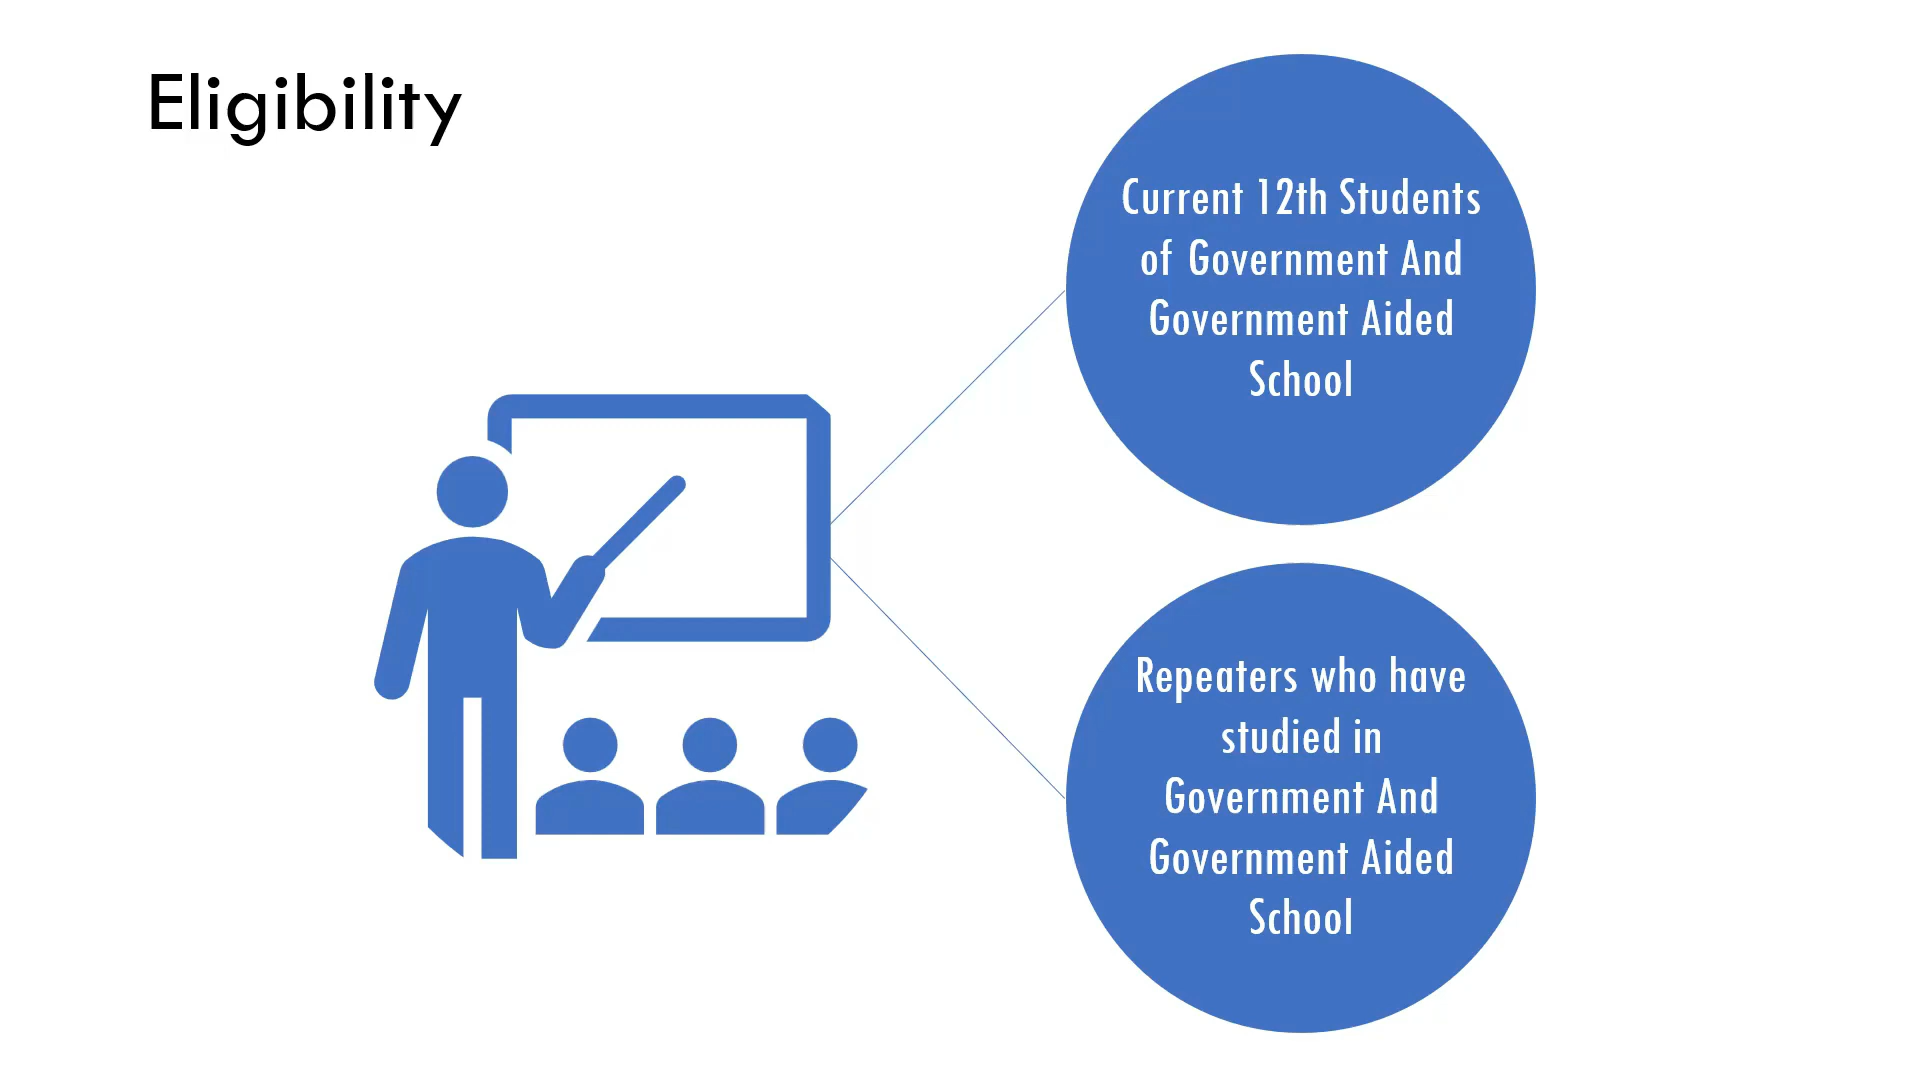 Eligibility
Current 12th Students
of Government And
Government Aided
School
Repeaters who have
studied in
Government And
Government Aided
School